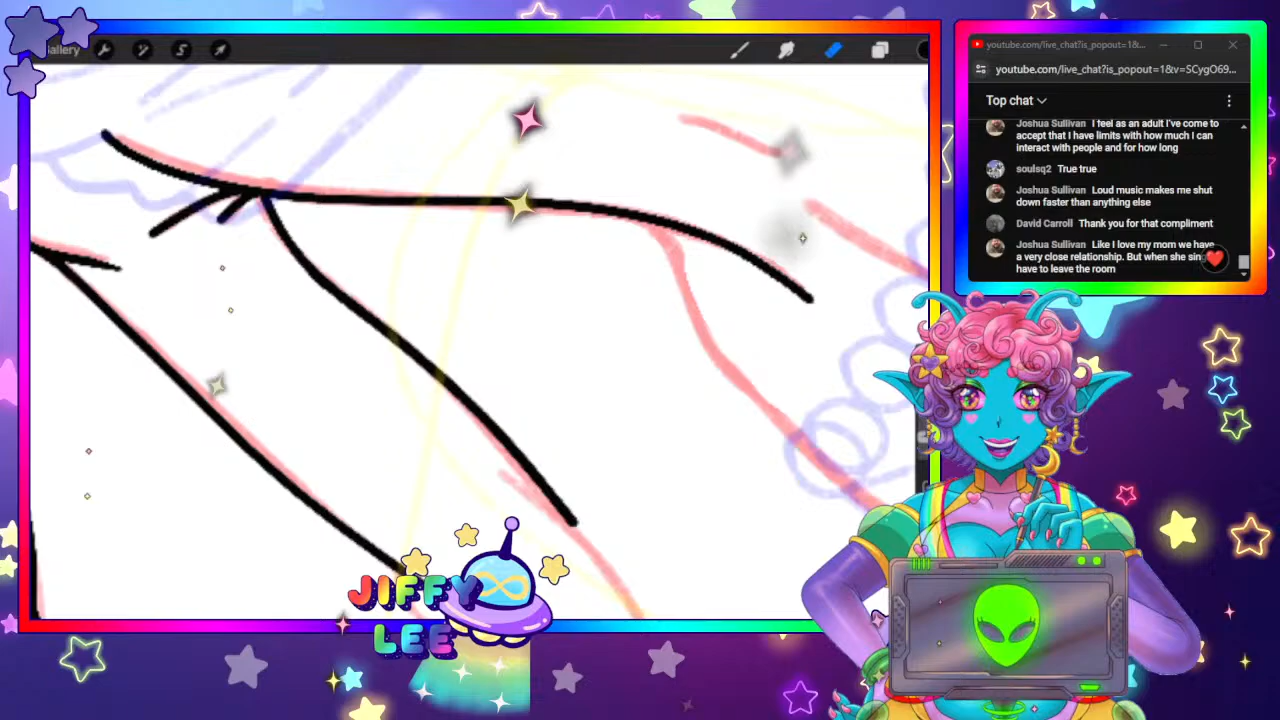 allery
youtube.com/live_chat?is_popout=1&t...
youtube.com/live_chat?is_popout=1&v=SCygO69...
Top chat
Joshua Sullivan I feel as an adult I've come to
accept that I have limits with how much I can
interact with people and for how long
soulsq2 True true
Joshua Sullivan Loud music makes me shut
down faster than anything else
David Carroll Thank you for that compliment
Joshua Sullivan Like I love my mom we have
a very close relationship. But when she
have to leave the room
JIFFY
LEE